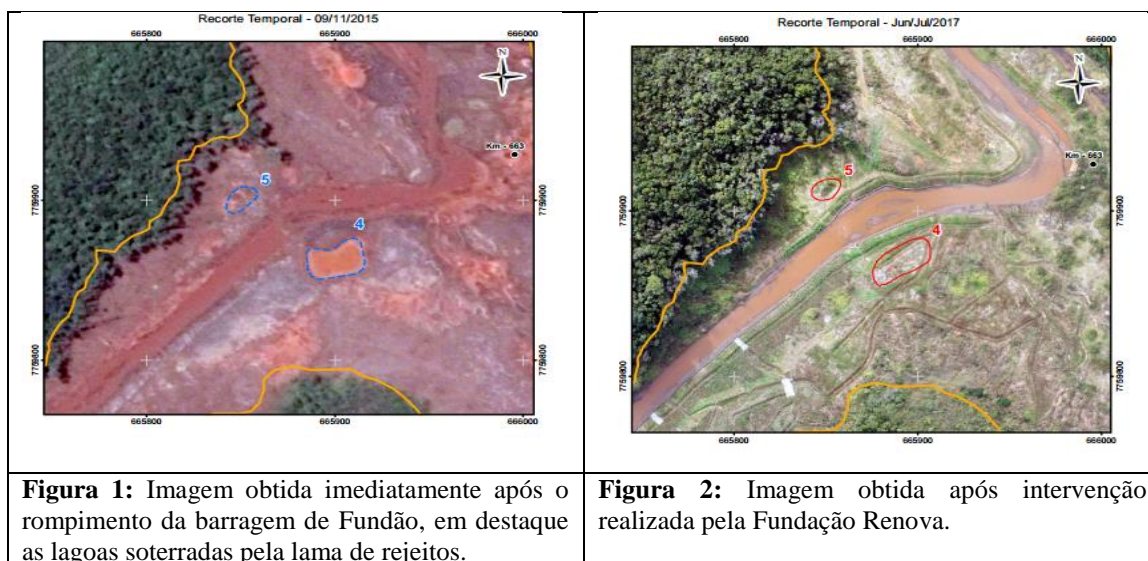 Recorte Temporal - 09/11/2015
665800
665900
666000
N
Km - 663
5
4
7759900
7759900
7759800
7759800
665800
665900
666000
Figura 1: Imagem obtida imediatamente após o
rompimento da barragem de Fundão, em destaque
as lagoas soterradas pela lama de rejeitos.
Recorte Temporal - Jun/Jul/2017
665800
665900
666000
N
Km - 663
5
4
7759900
7759900
7759800
7759800
665800
665900
666000
Figura 2: Imagem obtida após intervenção
realizada pela Fundação Renova.